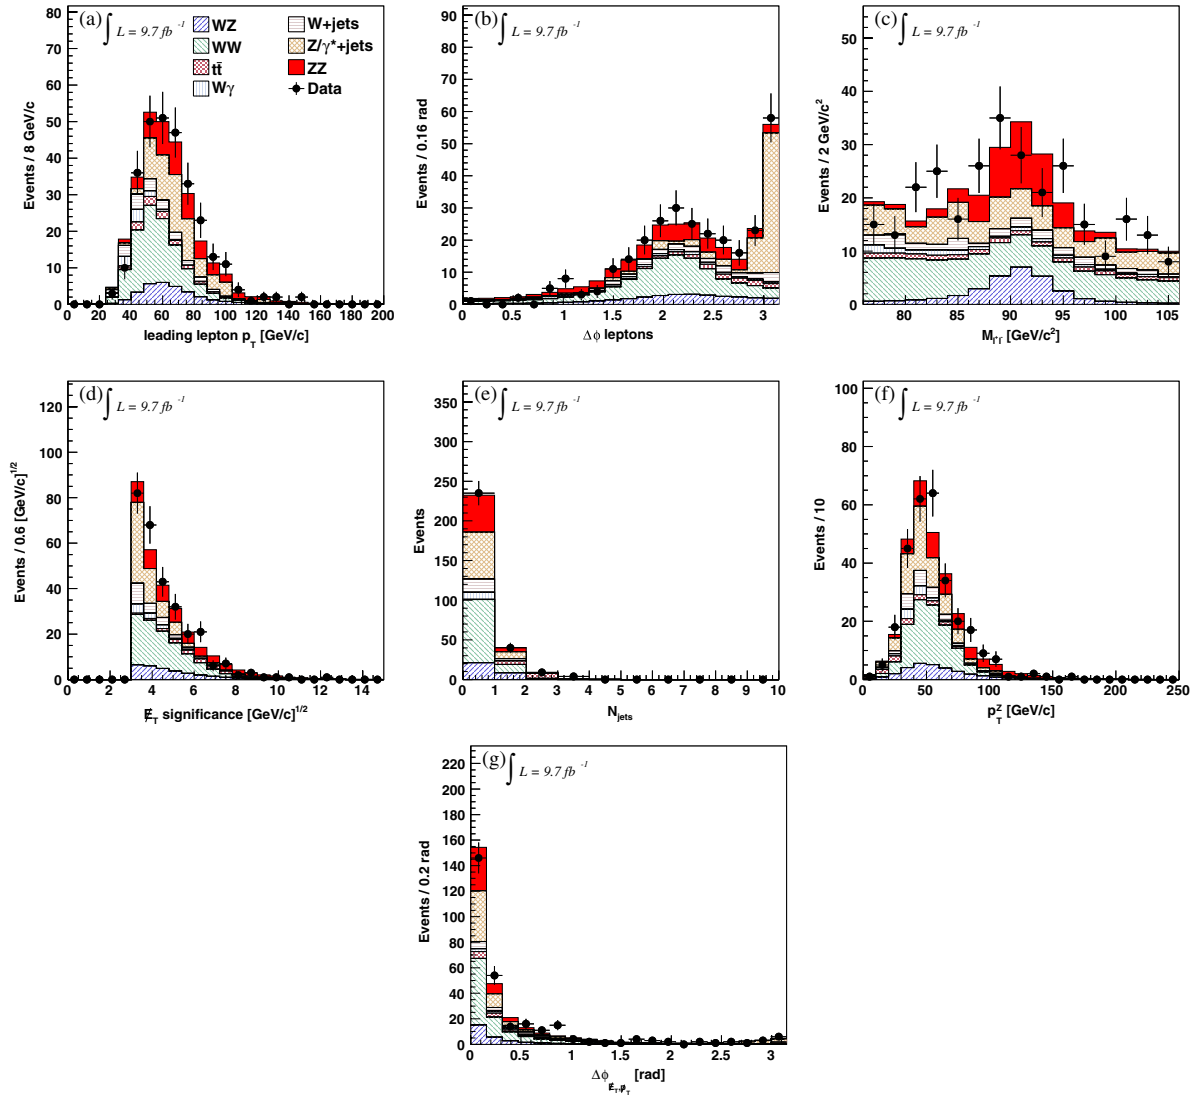 (a) ∫ L = 9.7 fb⁻¹
WZ
WW
tt̄
Wγ
W+jets
Z/γ*+jets
ZZ
Data
Events / 8 GeV/c
80
70
60
50
40
30
20
10
0
0 20 40 60 80 100 120 140 160 180 200
leading lepton p_T [GeV/c]
(b) ∫ L = 9.7 fb⁻¹
Events / 0.16 rad
90
80
70
60
50
40
30
20
10
0
0 0.5 1 1.5 2 2.5 3
Δϕ leptons
(c) ∫ L = 9.7 fb⁻¹
Events / 2 GeV/c²
50
40
30
20
10
0
80 85 90 95 100 105
M_l⁺l⁻ [GeV/c²]
(d) ∫ L = 9.7 fb⁻¹
Events / 0.6 [GeV/c]^1/2
120
100
80
60
40
20
0
0 2 4 6 8 10 12 14
E̸_T significance [GeV/c]^1/2
(e) ∫ L = 9.7 fb⁻¹
Events
350
300
250
200
150
100
50
0
0 1 2 3 4 5 6 7 8 9 10
N_jets
(f) ∫ L = 9.7 fb⁻¹
Events / 10
100
80
60
40
20
0
0 50 100 150 200 250
p_T^Z [GeV/c]
(g) ∫ L = 9.7 fb⁻¹
Events / 0.2 rad
220
200
180
160
140
120
100
80
60
40
20
0
0 0.5 1 1.5 2 2.5 3
Δϕ_E̸_T,p̸_T [rad]